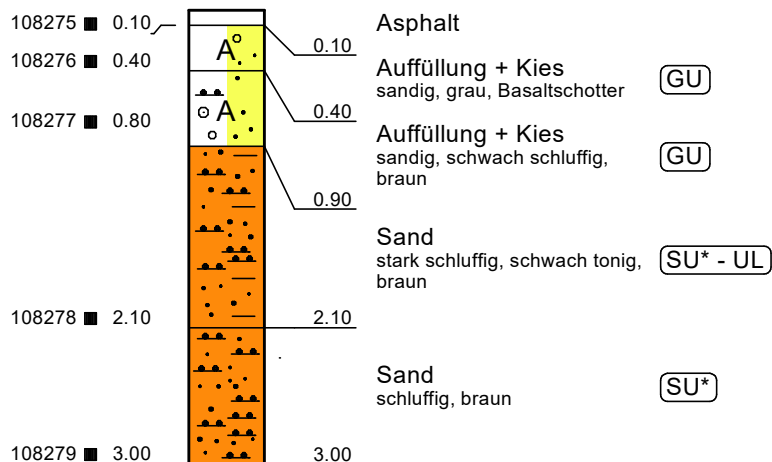 108275 0.10 Asphalt
A 0.10
108276 0.40 Auffüllung + Kies
sandig, grau, Basaltschotter GU
A 0.40
108277 0.80 Auffüllung + Kies
sandig, schwach schluffig, GU
braun
0.90
Sand
stark schluffig, schwach tonig, SU* - UL
braun
108278 2.10 2.10
Sand
schluffig, braun SU*
108279 3.00 3.00